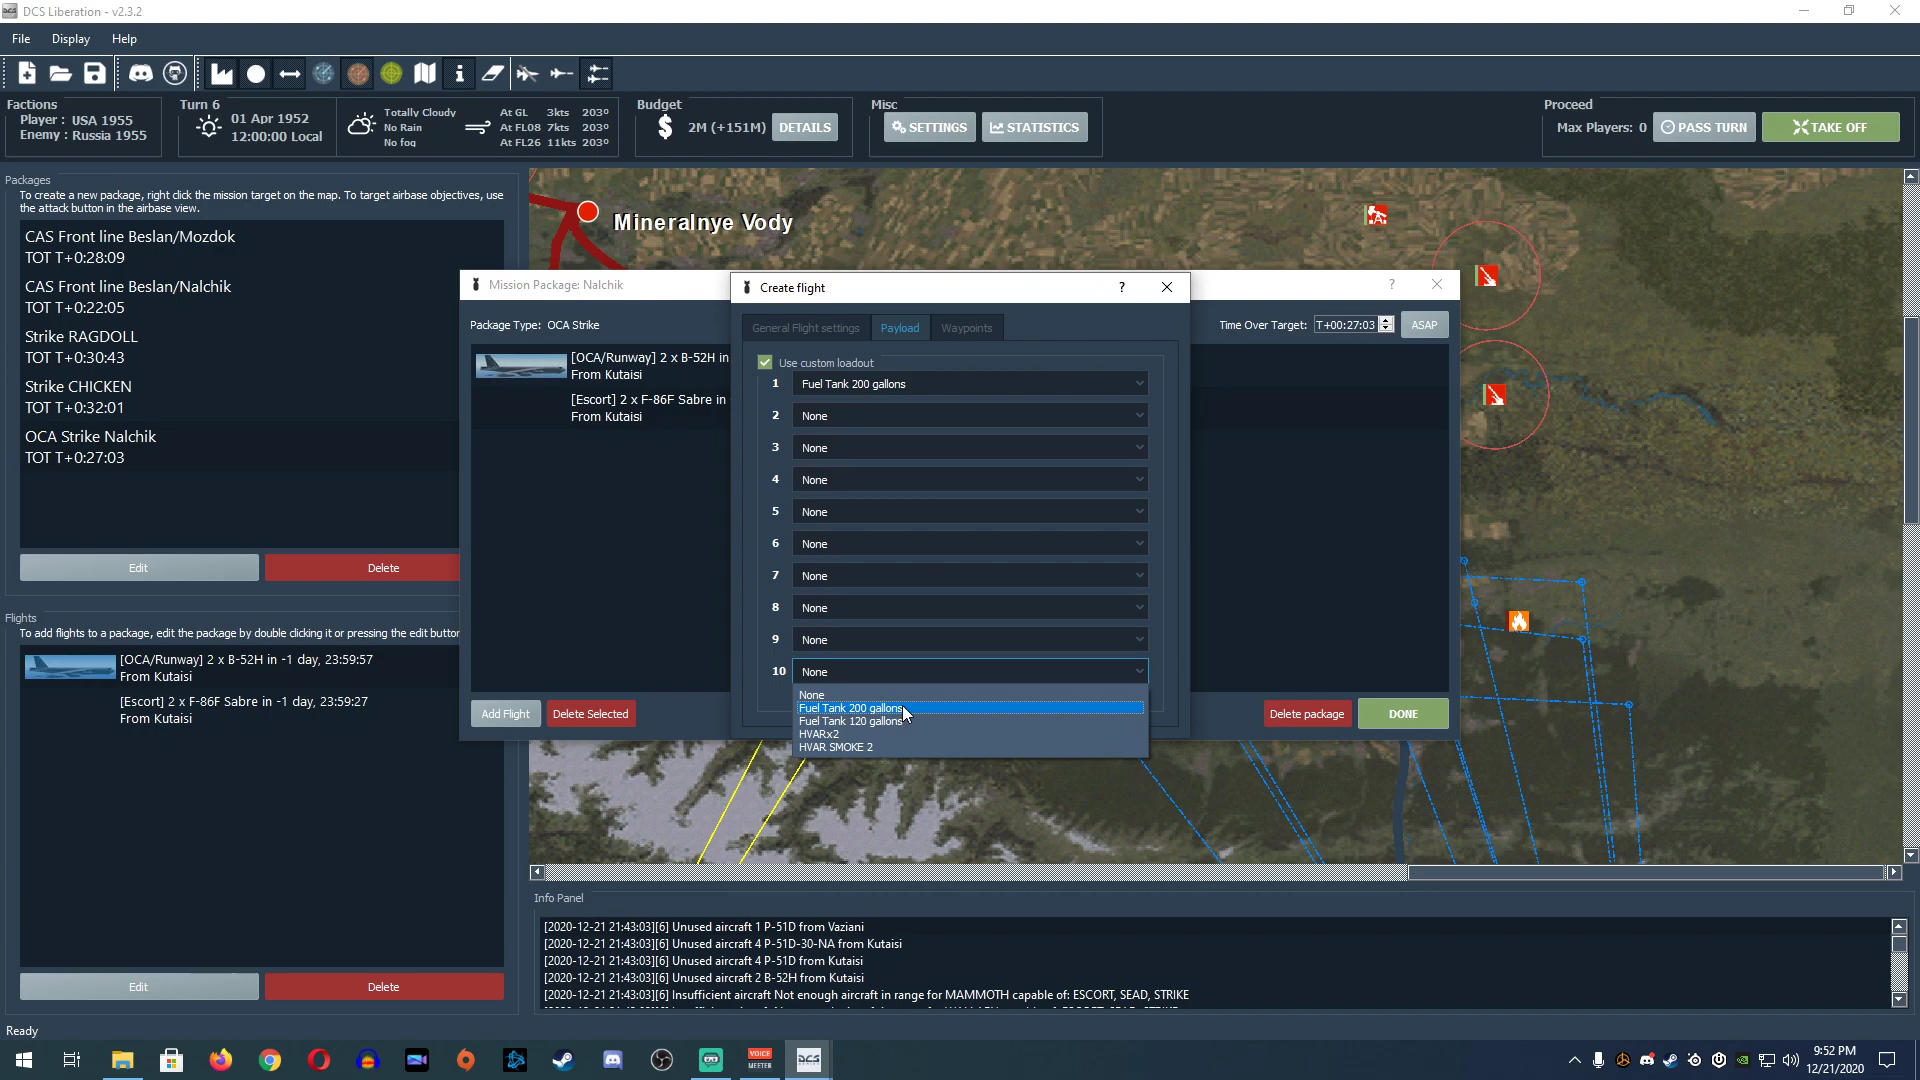 DCS Liberation - v2.3.2
File Display Help
Factions
Player : USA 1955
Enemy : Russia 1955
Turn 6
01 Apr 1952
12:00:00 Local
Totally Cloudy
No Rain
No fog
At GL 3kts 203º
At FL08 7kts 203º
At FL26 11kts 203º
Budget
2M (+151M) DETAILS
Misc
SETTINGS STATISTICS
Proceed
Max Players: 0 PASS TURN TAKE OFF
Packages
To create a new package, right click the mission target on the map. To target airbase objectives, use
the attack button in the airbase view.
CAS Front line Beslan/Mozdok
TOT T+0:28:09
CAS Front line Beslan/Nalchik
TOT T+0:22:05
Strike RAGDOLL
TOT T+0:30:43
Strike CHICKEN
TOT T+0:32:01
OCA Strike Nalchik
TOT T+0:27:03
Edit Delete
Flights
To add flights to a package, edit the package by double clicking it or pressing the edit button
[OCA/Runway] 2 x B-52H in -1 day, 23:59:57
From Kutaisi
[Escort] 2 x F-86F Sabre in -1 day, 23:59:27
From Kutaisi
Edit Delete
Ready
Mineralnye Vody
Mission Package: Nalchik
Package Type: OCA Strike
Time Over Target: T+00:27:03 ASAP
[OCA/Runway] 2 x B-52H in
From Kutaisi
[Escort] 2 x F-86F Sabre in
From Kutaisi
Add Flight Delete Selected
Delete package DONE
Create flight
?
General Flight settings Payload Waypoints
Use custom loadout
1 Fuel Tank 200 gallons
2 None
3 None
4 None
5 None
6 None
7 None
8 None
9 None
10 None
None
Fuel Tank 200 gallons
Fuel Tank 120 gallons
HVARx2
HVAR SMOKE 2
?
Info Panel
[2020-12-21 21:43:03][6] Unused aircraft 1 P-51D from Vaziani
[2020-12-21 21:43:03][6] Unused aircraft 4 P-51D-30-NA from Kutaisi
[2020-12-21 21:43:03][6] Unused aircraft 4 P-51D from Kutaisi
[2020-12-21 21:43:03][6] Unused aircraft 2 B-52H from Kutaisi
[2020-12-21 21:43:03][6] Insufficient aircraft Not enough aircraft in range for MAMMOTH capable of: ESCORT, SEAD, STRIKE
VOICE
MEETER
DCS
9:52 PM
12/21/2020